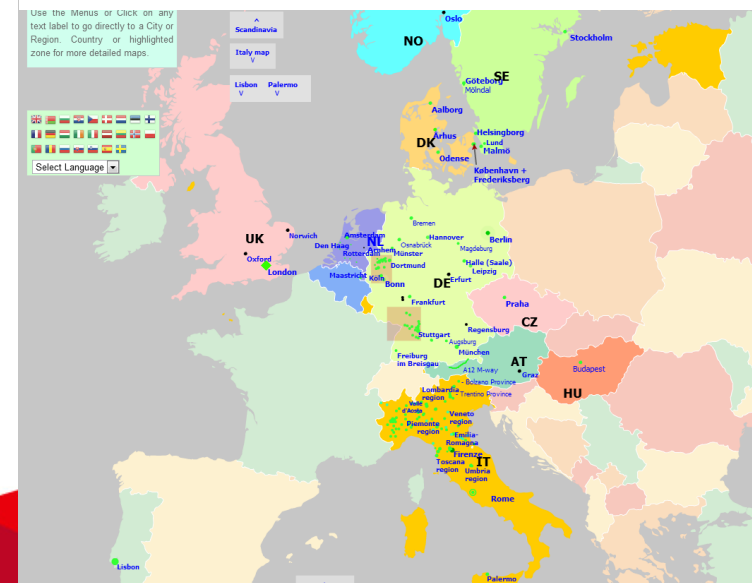 Use the Menus or Click on any
text label to go directly to a City or
Region. Country or highlighted
zone for more detailed maps.
^
Scandinavia
Italy map
v
Lisbon Palermo
v v
Select Language
Oslo
NO
Stockholm
SE
Göteborg
Mölndal
Aalborg
Århus
DK
Odense
Helsingborg
Lund
Malmö
København +
Frederiksberg
UK
Norwich
Oxford
London
Amsterdam
NL
Den Haag
Arnhem
Rotterdam
Maastricht
Bremen
Hannover
Osnabrück
Münster
Berlin
Magdeburg
Dortmund
Halle (Saale)
Leipzig
Köln
Bonn
DE
Erfurt
Frankfurt
Praha
CZ
Regensburg
Stuttgart
Augsburg
München
Freiburg
im Breisgau
AT
A12 M-way
Graz
Budapest
HU
- Bolzano Province
- Trentino Province
Lombardia
region
Valle
d'Aosta
Veneto
region
Piemonte
region
Emilia-
Romagna
Firenze
IT
Toscana
region
Umbria
region
Rome
Lisbon
Palermo